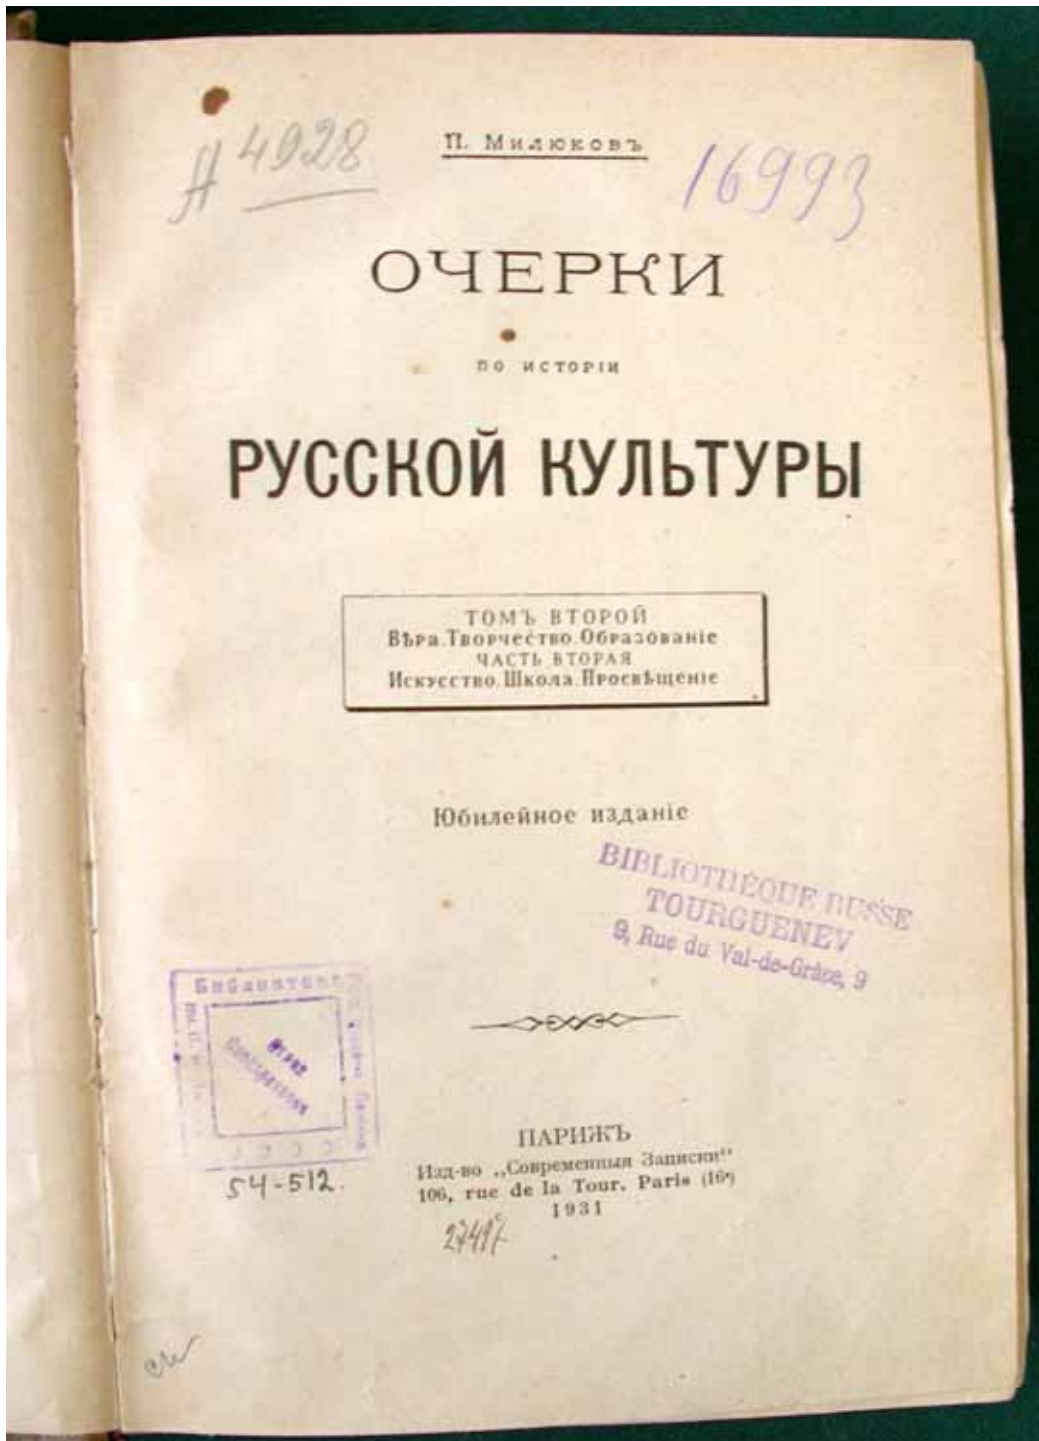 А 4928
П. Милюковъ
16993
ОЧЕРКИ
ПО ИСТОРІИ
РУССКОЙ КУЛЬТУРЫ
ТОМЪ ВТОРОЙ
Вѣра.Творчество.Образованіе
ЧАСТЬ ВТОРАЯ
Искусство.Школа.Просвѣщеніе
Юбилейное изданіе
BIBLIOTHÈQUE RUSSE
TOURGUENEV
9, Rue du Val-de-Grâce, 9
Библиотека
С С С Р
54-512.
ПАРИЖЪ
Изд-во „Современныя Записки"
106, rue de la Tour. Paris (16e)
1931
27497